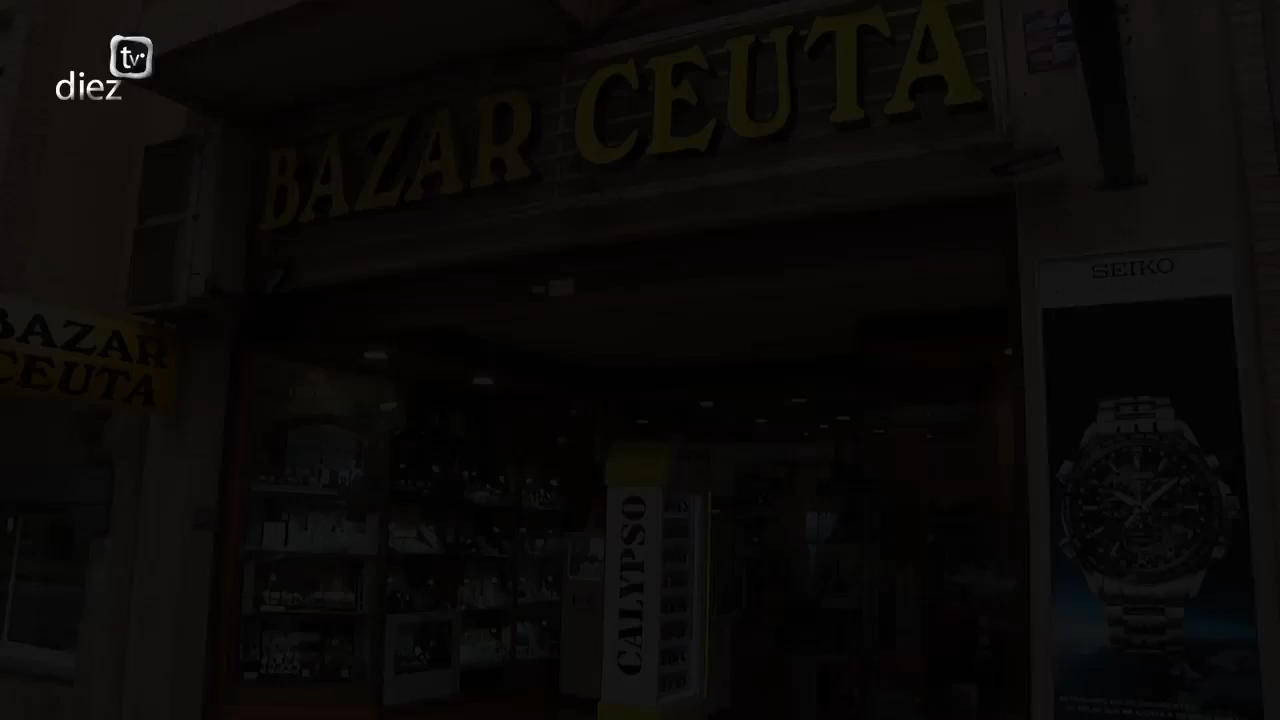 tv
diez
BAZAR CEUTA
SEIKO
BAZAR
CEUTA
CALYPSO